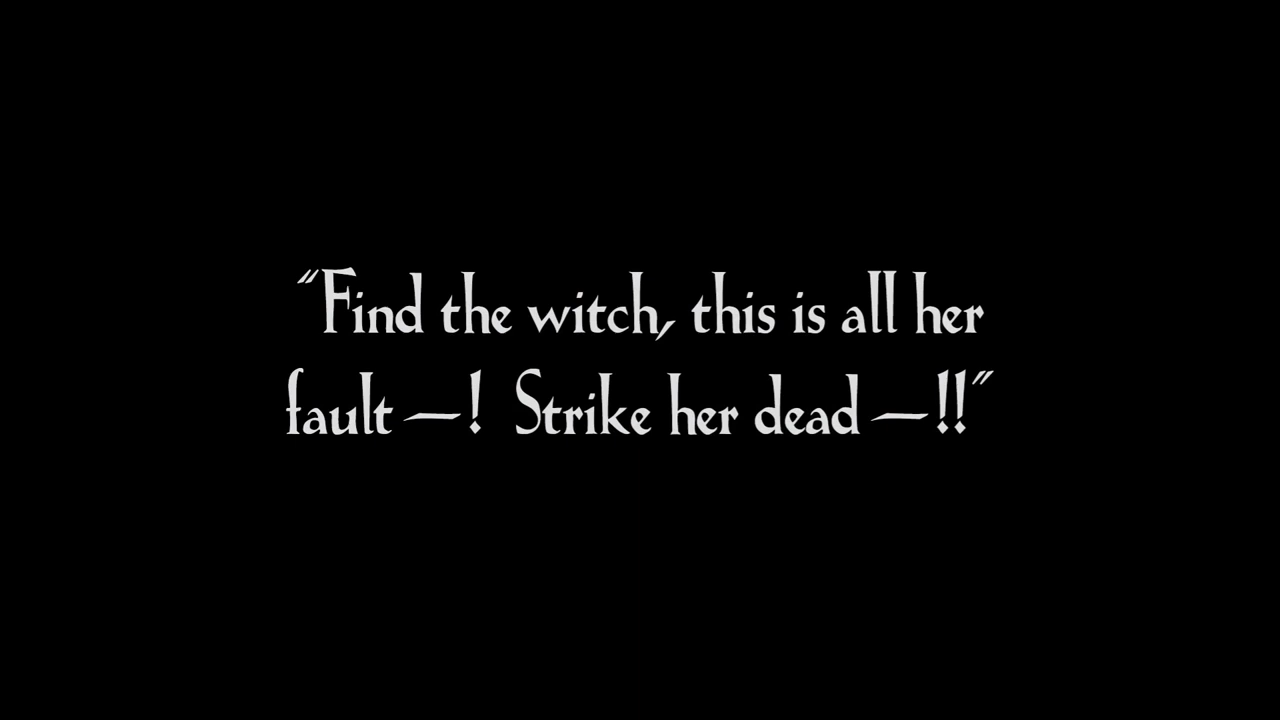 "Find the witch, this is all her
fault —! Strike her dead —!!"